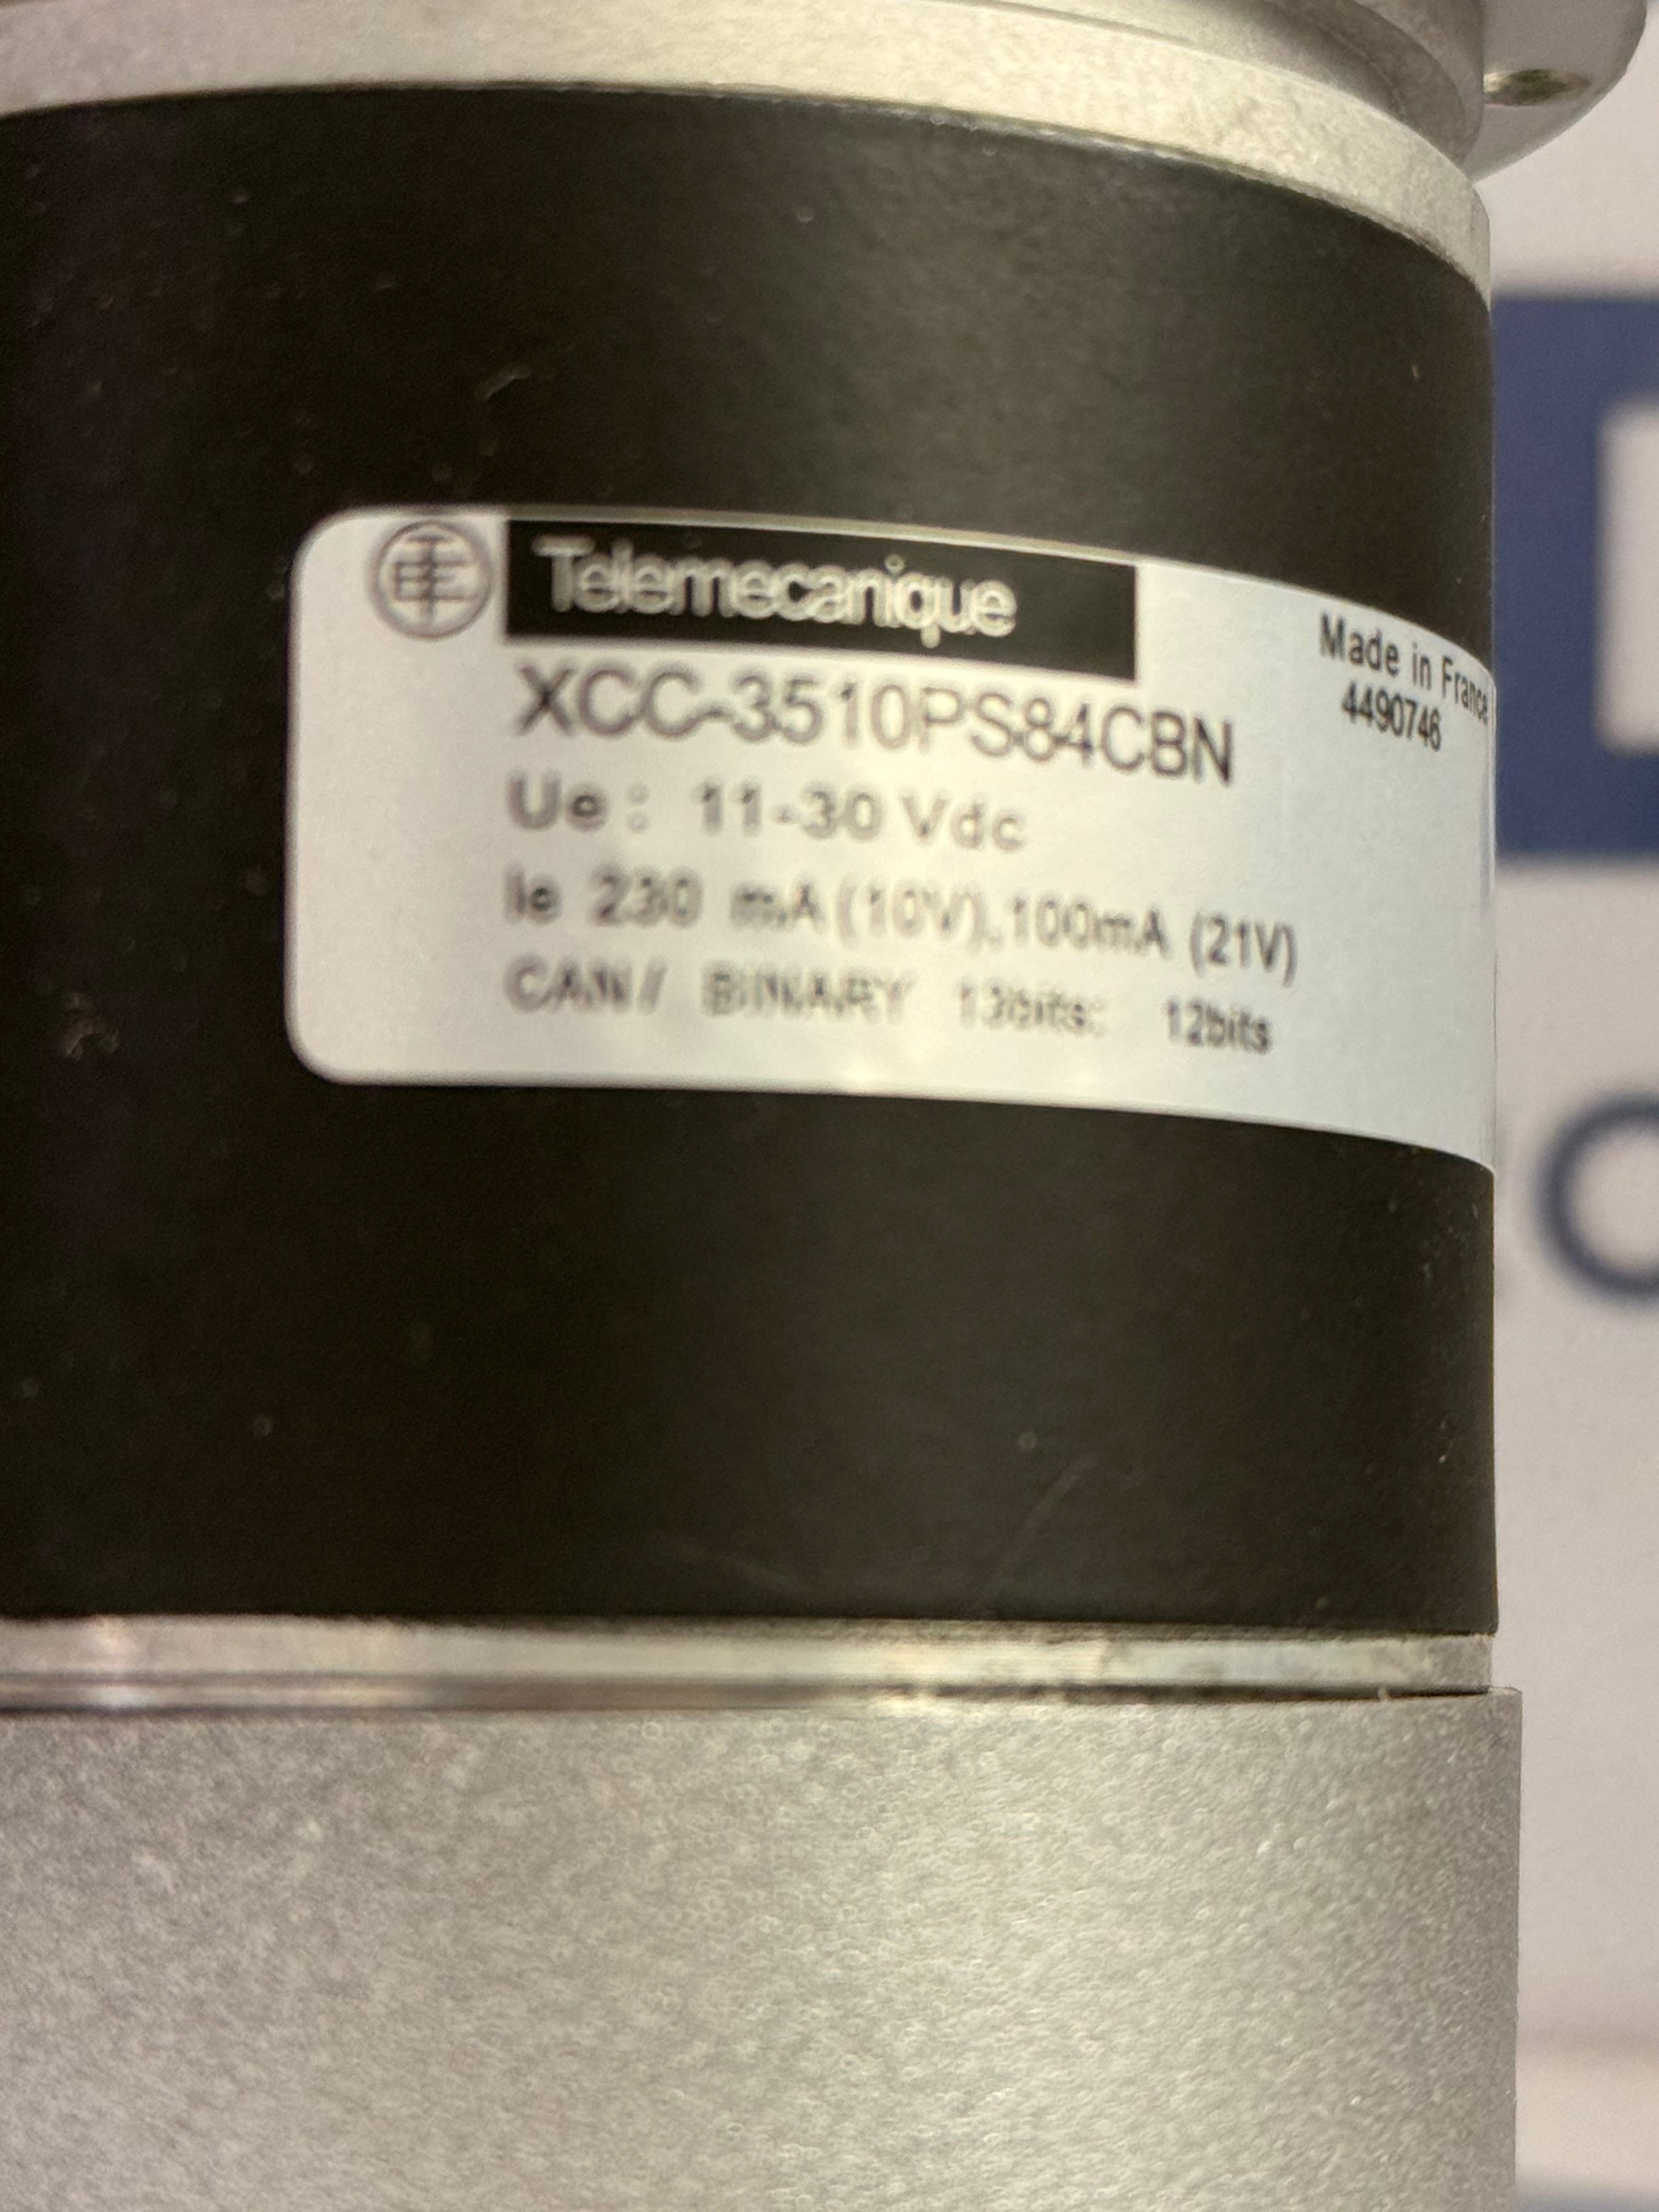 Telemecanique
Made in France
4490746
XCC-3510PS84CBN
Ue : 11-30 Vdc
Ie 230 mA (10V),100mA (21V)
CAN/ BINARY 13bits: 12bits